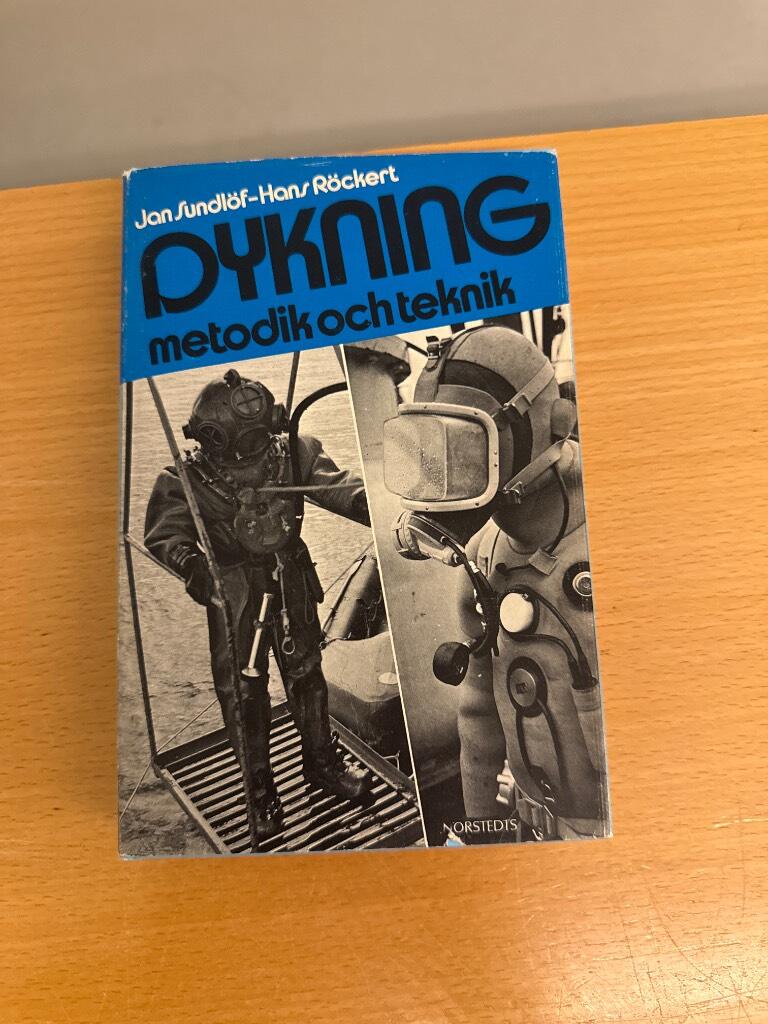 Jan Sundlöf-Hans Röckert
DYKNING
metodik och teknik
NORSTEDTS